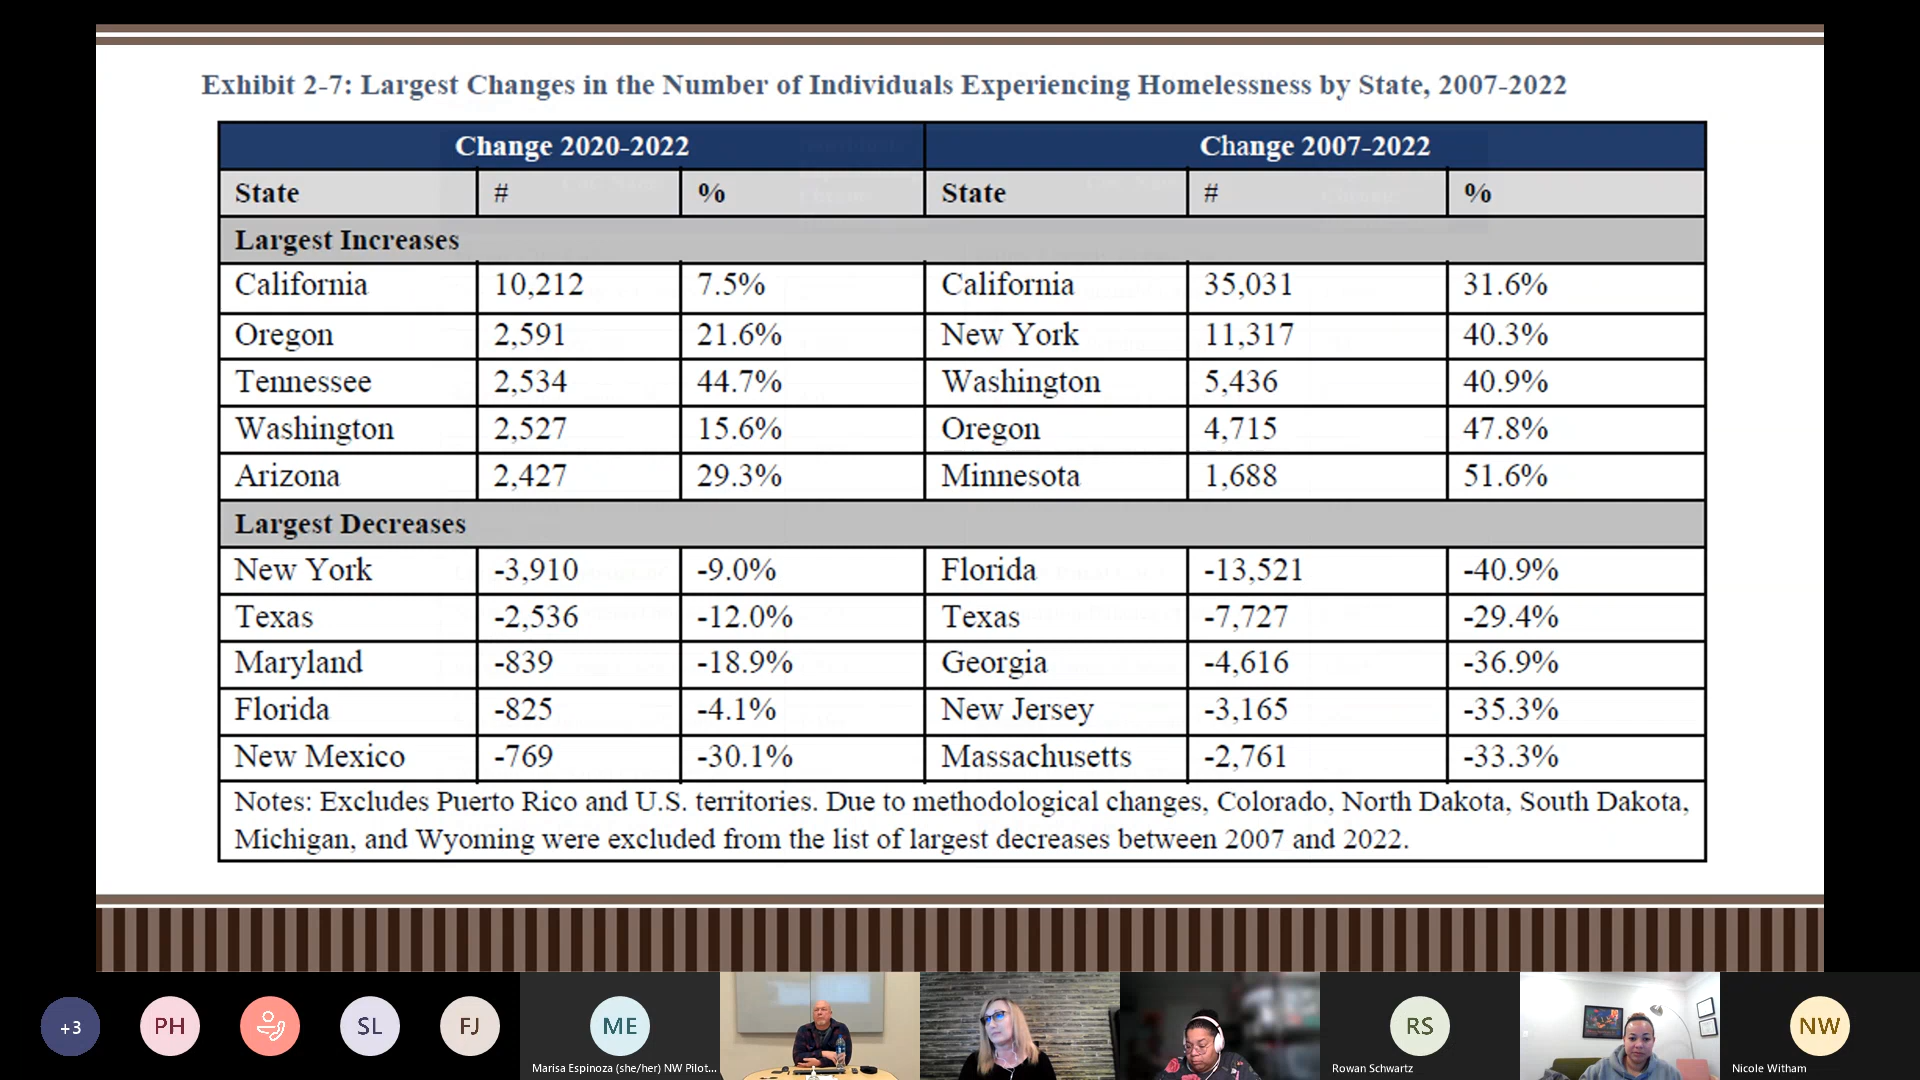 Exhibit 2-7: Largest Changes in the Number of Individuals Experiencing Homelessness by State, 2007-2022
Change 2020-2022 Change 2007-2022
State # % State # %
Largest Increases
California 10,212 7.5% California 35,031 31.6%
Oregon 2,591 21.6% New York 11,317 40.3%
Tennessee 2,534 44.7% Washington 5,436 40.9%
Washington 2,527 15.6% Oregon 4,715 47.8%
Arizona 2,427 29.3% Minnesota 1,688 51.6%
Largest Decreases
New York -3,910 -9.0% Florida -13,521 -40.9%
Texas -2,536 -12.0% Texas -7,727 -29.4%
Maryland -839 -18.9% Georgia -4,616 -36.9%
Florida -825 -4.1% New Jersey -3,165 -35.3%
New Mexico -769 -30.1% Massachusetts -2,761 -33.3%
Notes: Excludes Puerto Rico and U.S. territories. Due to methodological changes, Colorado, North Dakota, South Dakota,
Michigan, and Wyoming were excluded from the list of largest decreases between 2007 and 2022.
+3 PH SL FJ ME RS NW
Marisa Espinoza (she/her) NW Pilot... Rowan Schwartz Nicole Witham